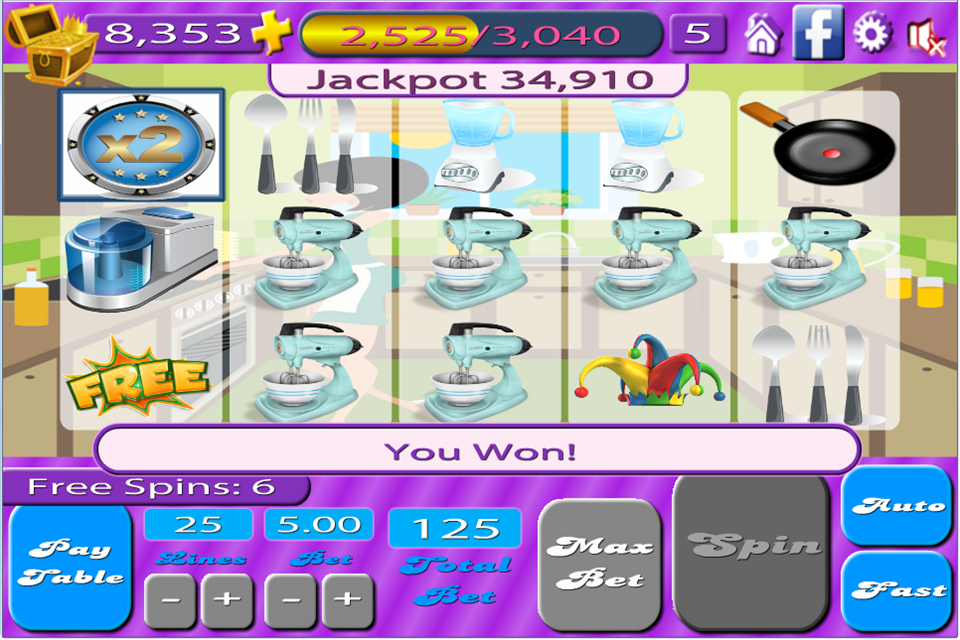 8,353
2,525/3,040
5
f
Jackpot 34,910
x2
FREE
You Won!
Free Spins: 6
Pay
Table
25
Lines
- +
5.00
Bet
- +
125
Total
Bet
Max
Bet
Spin
Auto
Fast